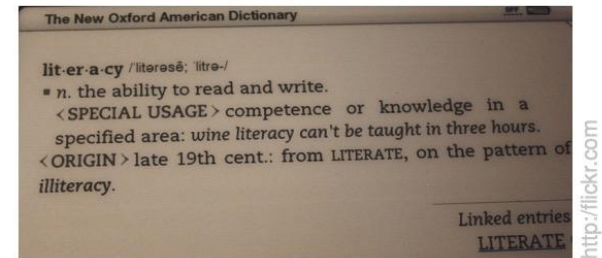 The New Oxford American Dictionary
lit·er·a·cy /ˈlitərəsē; ˈlitrə-/
▪ n. the ability to read and write.
<SPECIAL USAGE> competence or knowledge in a
specified area: wine literacy can't be taught in three hours.
<ORIGIN> late 19th cent.: from LITERATE, on the pattern of
illiteracy.
Linked entries
LITERATE
http:/flickr.com